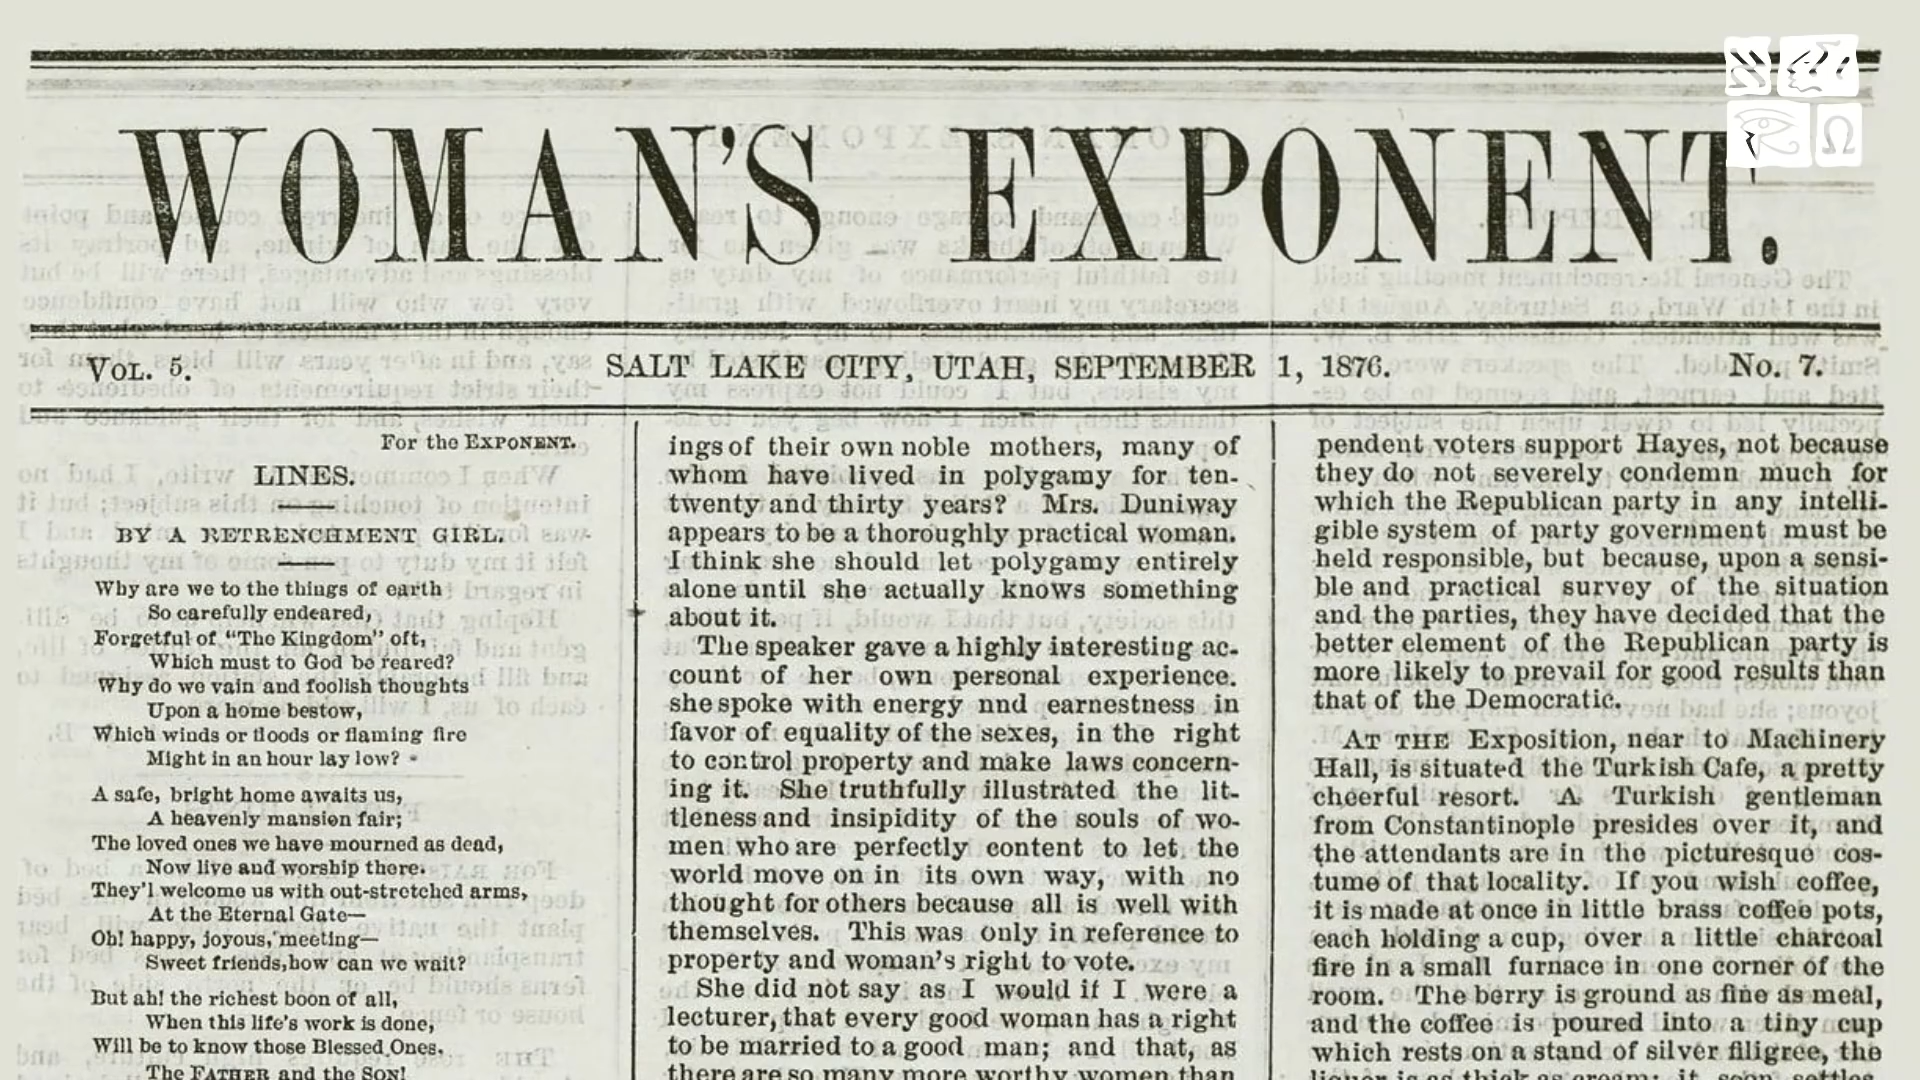 WOMAN'S EXPONENT.
VOL. 5. SALT LAKE CITY, UTAH, SEPTEMBER 1, 1876. No. 7.
For the EXPONENT.
LINES.
BY A RETRENCHMENT GIRL.
Why are we to the things of earth
So carefully endeared,
Forgetful of "The Kingdom" oft,
Which must to God be reared?
Why do we vain and foolish thoughts
Upon a home bestow,
Which winds or floods or flaming fire
Might in an hour lay low?
A safe, bright home awaits us,
A heavenly mansion fair;
The loved ones we have mourned as dead,
Now live and worship there.
They'l welcome us with out-stretched arms,
At the Eternal Gate—
Oh! happy, joyous, meeting—
Sweet friends, how can we wait?
But ah! the richest boon of all,
When this life's work is done,
Will be to know those Blessed Ones,
The FATHER and the SON!
ings of their own noble mothers, many of
whom have lived in polygamy for ten-
twenty and thirty years? Mrs. Duniway
appears to be a thoroughly practical woman.
I think she should let polygamy entirely
alone until she actually knows something
about it.
The speaker gave a highly interesting ac-
count of her own personal experience.
she spoke with energy nnd earnestness in
favor of equality of the sexes, in the right
to control property and make laws concern-
ing it. She truthfully illustrated the lit-
tleness and insipidity of the souls of wo-
men who are perfectly content to let the
world move on in its own way, with no
thought for others because all is well with
themselves. This was only in reference to
property and woman's right to vote.
She did not say as I would if I were a
lecturer, that every good woman has a right
to be married to a good man; and that, as
there are so many more worthy women than
pendent voters support Hayes, not because
they do not severely condemn much for
which the Republican party in any intelli-
gible system of party government must be
held responsible, but because, upon a sensi-
ble and practical survey of the situation
and the parties, they have decided that the
better element of the Republican party is
more likely to prevail for good results than
that of the Democratic.
AT THE Exposition, near to Machinery
Hall, is situated the Turkish Cafe, a pretty
cheerful resort. A Turkish gentleman
from Constantinople presides over it, and
the attendants are in the picturesque cos-
tume of that locality. If you wish coffee,
it is made at once in little brass coffee pots,
each holding a cup, over a little charcoal
fire in a small furnace in one corner of the
room. The berry is ground as fine as meal,
and the coffee is poured into a tiny cup
which rests on a stand of silver filigree, the
liquor is as thick as cream; it soon settles